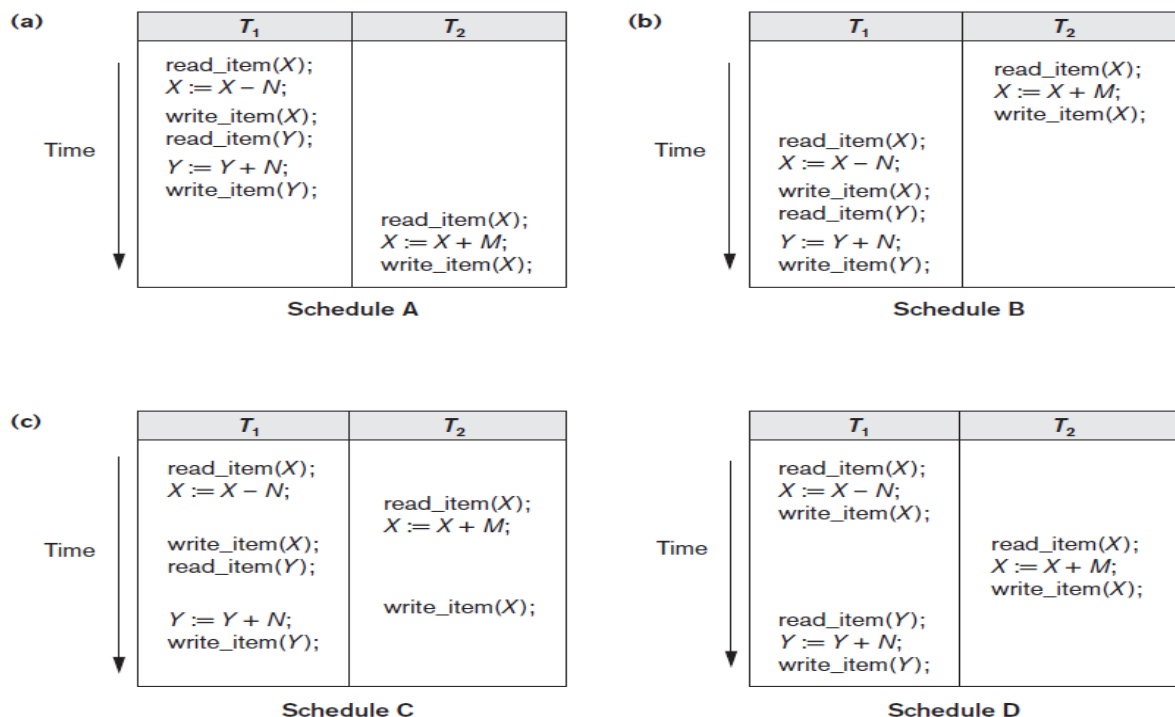 (a)
T₁ T₂
read_item(X);
X := X – N;
write_item(X);
read_item(Y);
Time
Y := Y + N;
write_item(Y);
read_item(X);
X := X + M;
write_item(X);
Schedule A
(b)
T₁ T₂
read_item(X);
X := X + M;
write_item(X);
Time
read_item(X);
X := X – N;
write_item(X);
read_item(Y);
Y := Y + N;
write_item(Y);
Schedule B
(c)
T₁ T₂
read_item(X);
X := X – N;
read_item(X);
X := X + M;
Time
write_item(X);
read_item(Y);
write_item(X);
Y := Y + N;
write_item(Y);
Schedule C
T₁ T₂
read_item(X);
X := X – N;
write_item(X);
Time
read_item(X);
X := X + M;
write_item(X);
read_item(Y);
Y := Y + N;
write_item(Y);
Schedule D